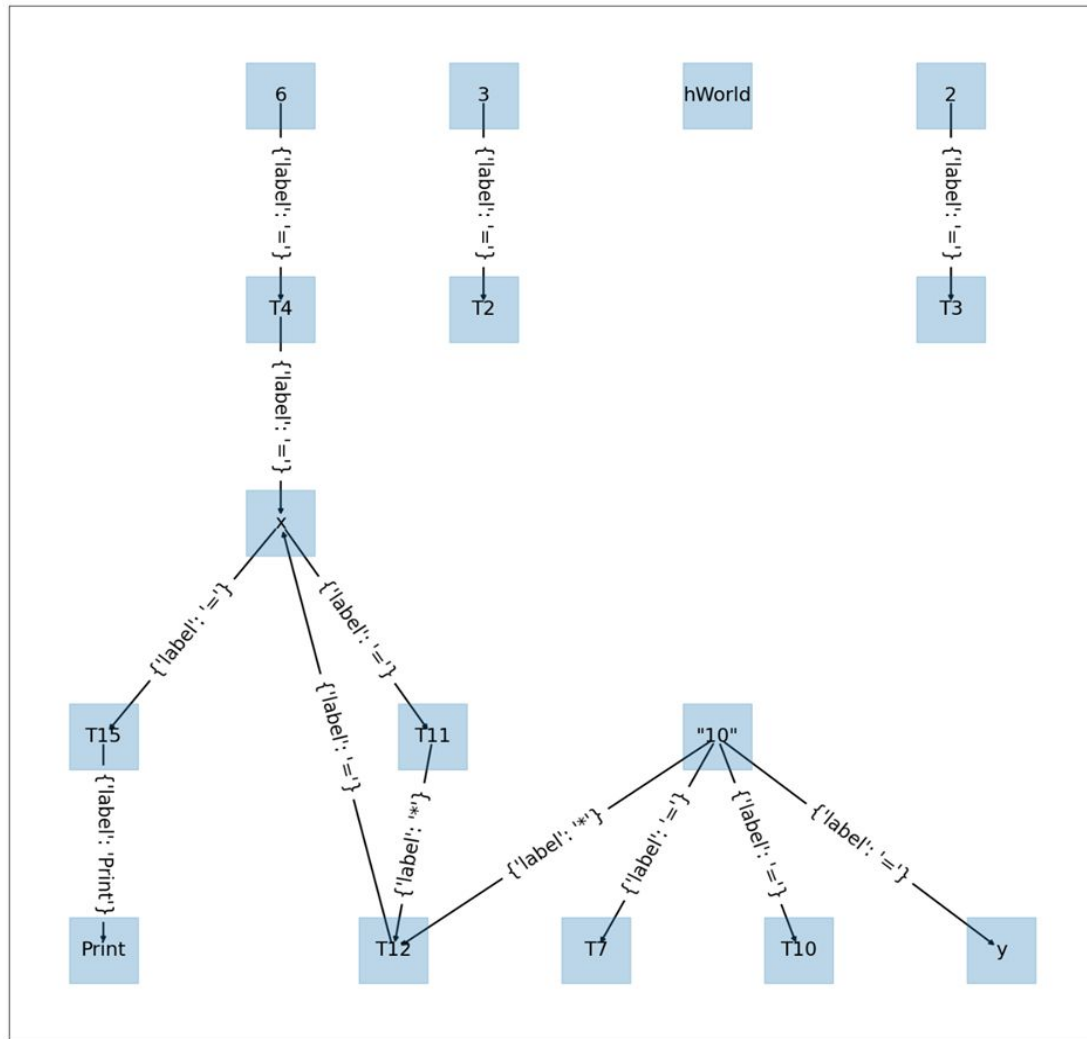 6
3
hWorld
2
{'label': '='}
{'label': '='}
{'label': '='}
T4
T2
T3
{'label': '='}
x
{'label': '='}
{'label': '='}
{'label': '='}
T15
T11
"10"
{'label': 'Print'}
{'label': '*'}
{'label': '*'}
{'label': '='}
{'label': '='}
{'label': '='}
Print
T12
T7
T10
y